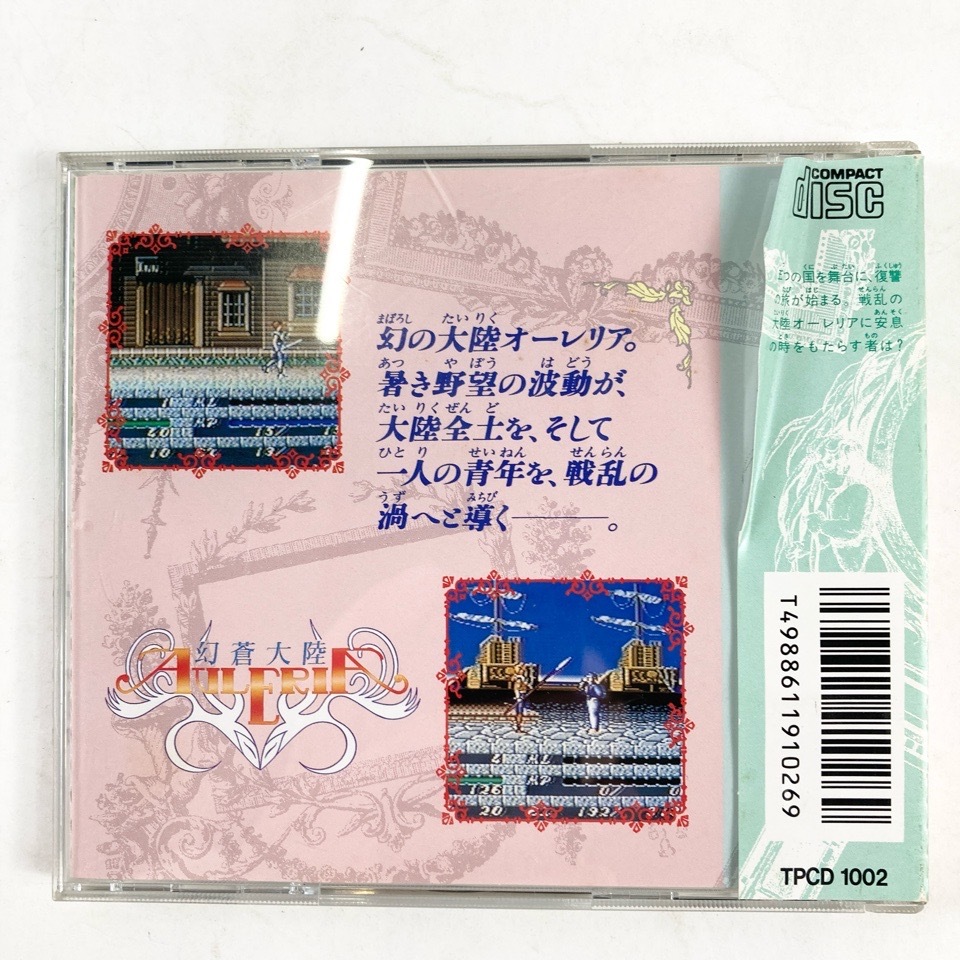 幻の大陸オーレリア。
暑き野望の波動が、
大陸全土を、そして
一人の青年を、戦乱の
渦へと導く———。
幻蒼大陸
AULERIA
COMPACT
disc
つの国を舞台に、復讐
の旅が始まる。戦乱の
大陸オーレリアに安息
の時をもたらす者は?
T4988611910269
TPCD 1002